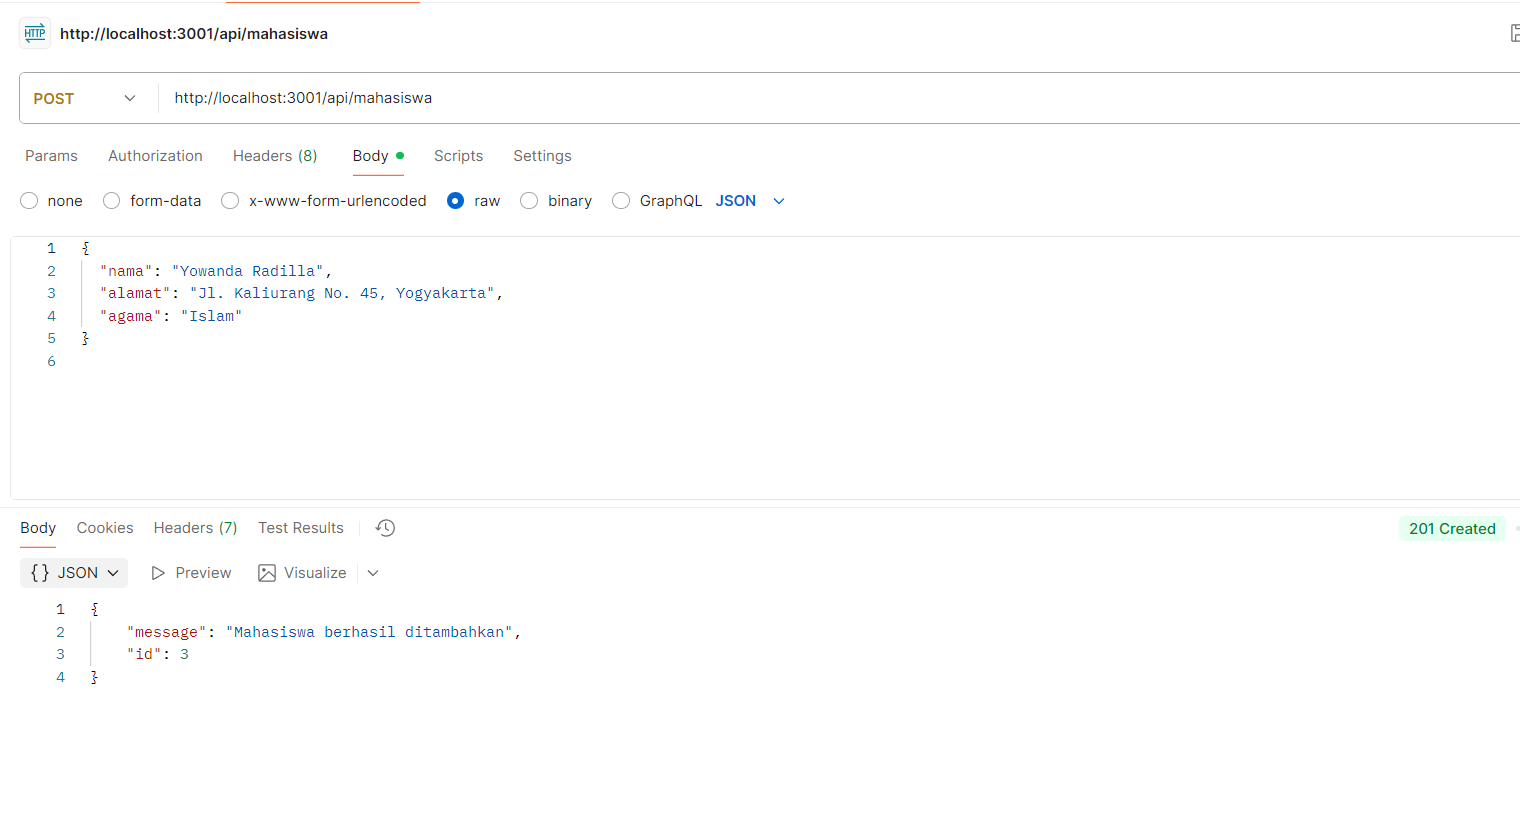 HTTP http://localhost:3001/api/mahasiswa
POST http://localhost:3001/api/mahasiswa
Params Authorization Headers (8) Body Scripts Settings
none form-data x-www-form-urlencoded raw binary GraphQL JSON
1 {
2 "nama": "Yowanda Radilla",
3 "alamat": "Jl. Kaliurang No. 45, Yogyakarta",
4 "agama": "Islam"
5 }
6
Body Cookies Headers (7) Test Results 201 Created
{} JSON Preview Visualize
1 {
2 "message": "Mahasiswa berhasil ditambahkan",
3 "id": 3
4 }